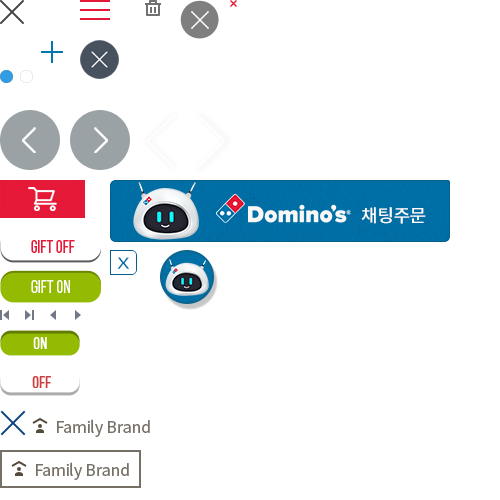 Domino's 채팅주문
GIFT OFF
X
GIFT ON
ON
OFF
Family Brand
Family Brand